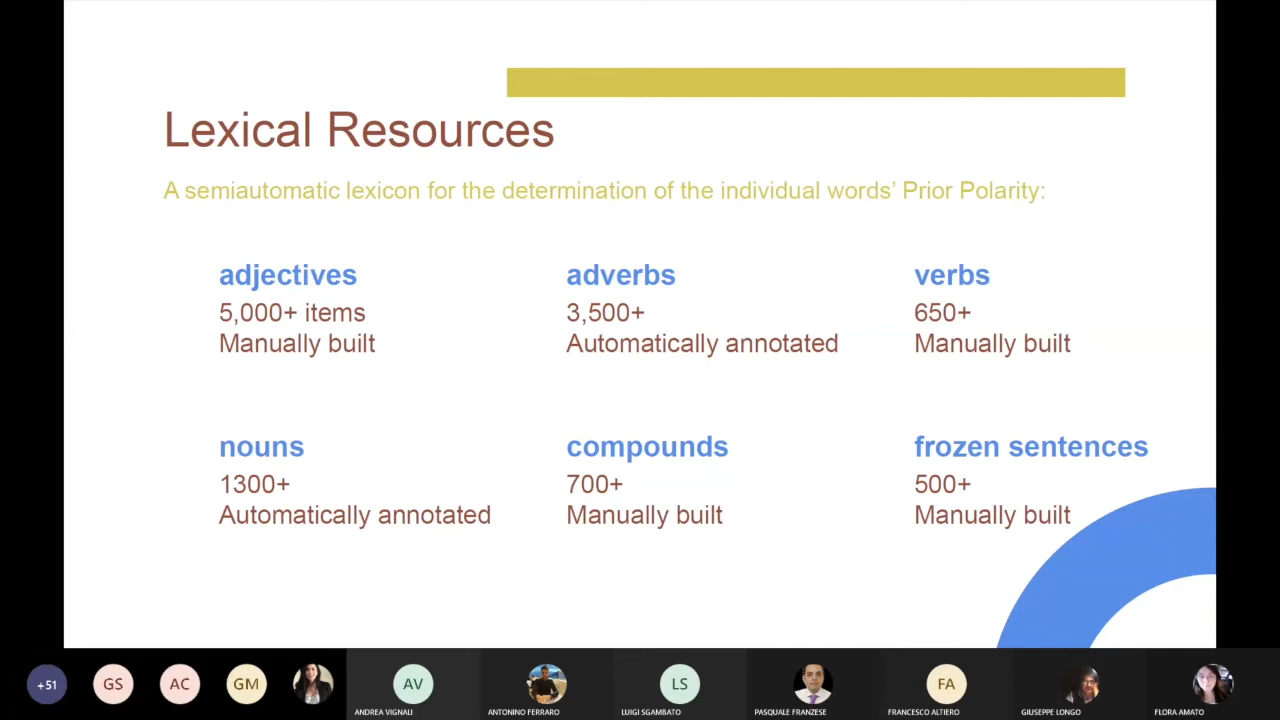 Lexical Resources
A semiautomatic lexicon for the determination of the individual words’ Prior Polarity:
adjectives
5,000+ items
Manually built
adverbs
3,500+
Automatically annotated
verbs
650+
Manually built
nouns
1300+
Automatically annotated
compounds
700+
Manually built
frozen sentences
500+
Manually built
+51
GS
AC
GM
AV
ANDREA VIGNALI
ANTONINO FERRARO
LS
LUIGI SGAMBATO
PASQUALE FRANZESE
FA
FRANCESCO ALTIERO
GIUSEPPE LONGO
FLORA AMATO